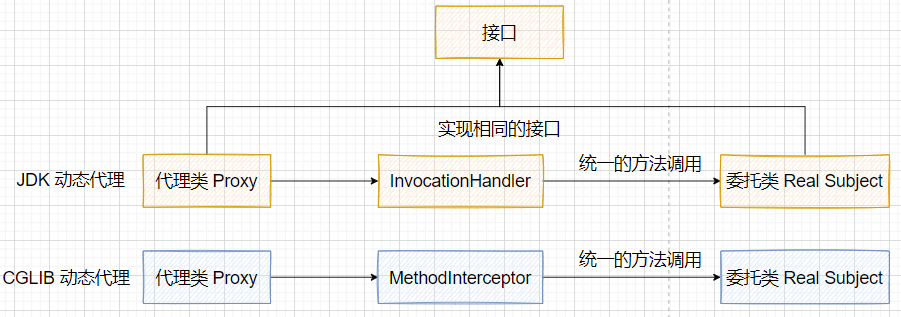 接口
实现相同的接口
JDK 动态代理
代理类 Proxy
InvocationHandler
统一的方法调用
委托类 Real Subject
CGLIB 动态代理
代理类 Proxy
MethodInterceptor
统一的方法调用
委托类 Real Subject